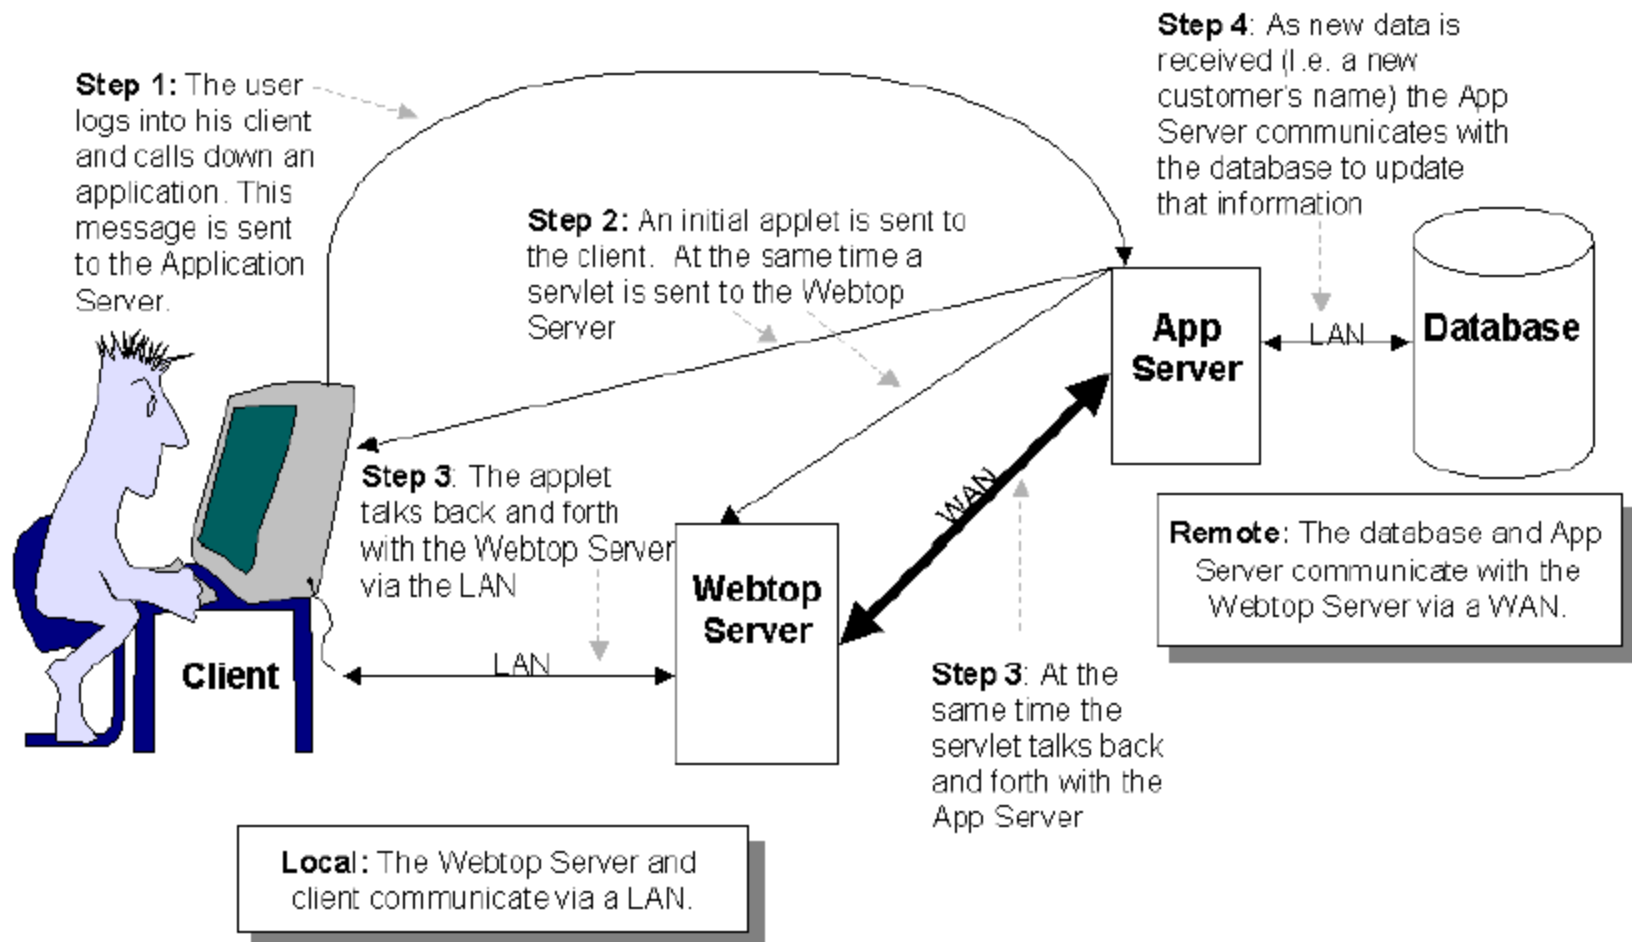 Step 1: The user
logs into his client
and calls down an
application. This
message is sent
to the Application
Server.
Step 2: An initial applet is sent to
the client.  At the same time a
servlet is sent to the Webtop
Server
Step 4: As new data is
received (I.e. a new
customer's name) the App
Server communicates with
the database to update
that information
App
Server
LAN
Database
Step 3: The applet
talks back and forth
with the Webtop Server
via the LAN
WAN
Remote: The database and App
Server communicate with the
Webtop Server via a WAN.
Webtop
Server
Client
LAN
Step 3: At the
same time the
servlet talks back
and forth with the
App Server
Local: The Webtop Server and
client communicate via a LAN.